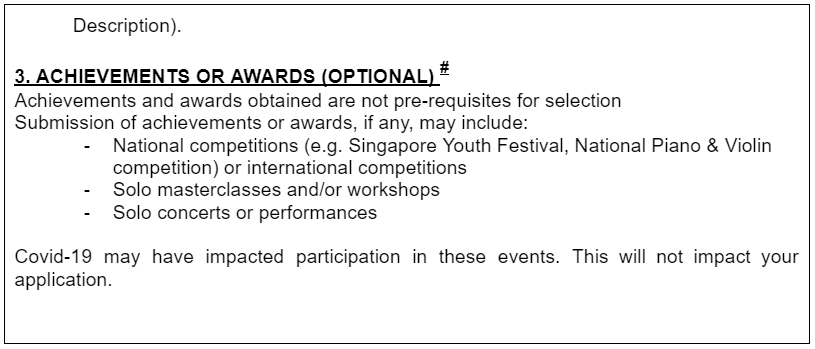 Description).
3. ACHIEVEMENTS OR AWARDS (OPTIONAL) #
Achievements and awards obtained are not pre-requisites for selection
Submission of achievements or awards, if any, may include:
- National competitions (e.g. Singapore Youth Festival, National Piano & Violin
competition) or international competitions
- Solo masterclasses and/or workshops
- Solo concerts or performances
Covid-19 may have impacted participation in these events. This will not impact your
application.